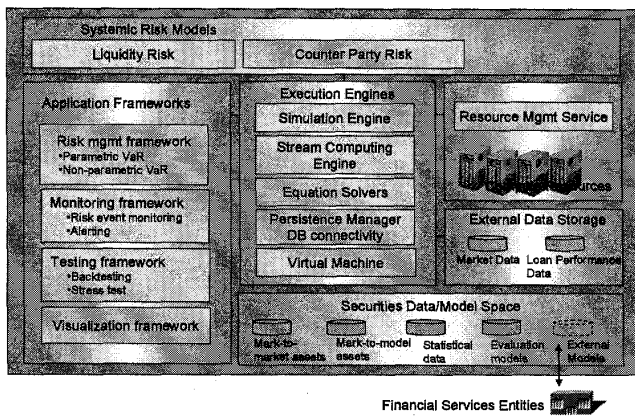 Systemic Risk Models
Liquidity Risk
Counter Party Risk
Application Frameworks
Risk mgmt framework
•Parametric VaR
•Non-parametric VaR
Monitoring framework
•Risk event monitoring
•Alerting
Testing framework
•Backtesting
•Stress test
Visualization framework
Execution Engines
Simulation Engine
Stream Computing
Engine
Equation Solvers
Persistence Manager
DB connectivity
Virtual Machine
Resource Mgmt Service
External Data Storage
Market Data
Loan Performance
Data
Securities Data/Model Space
Mark-to-
market assets
Mark-to-model
assets
Statistical
data
Evaluation
models
External
Models
Financial Services Entities